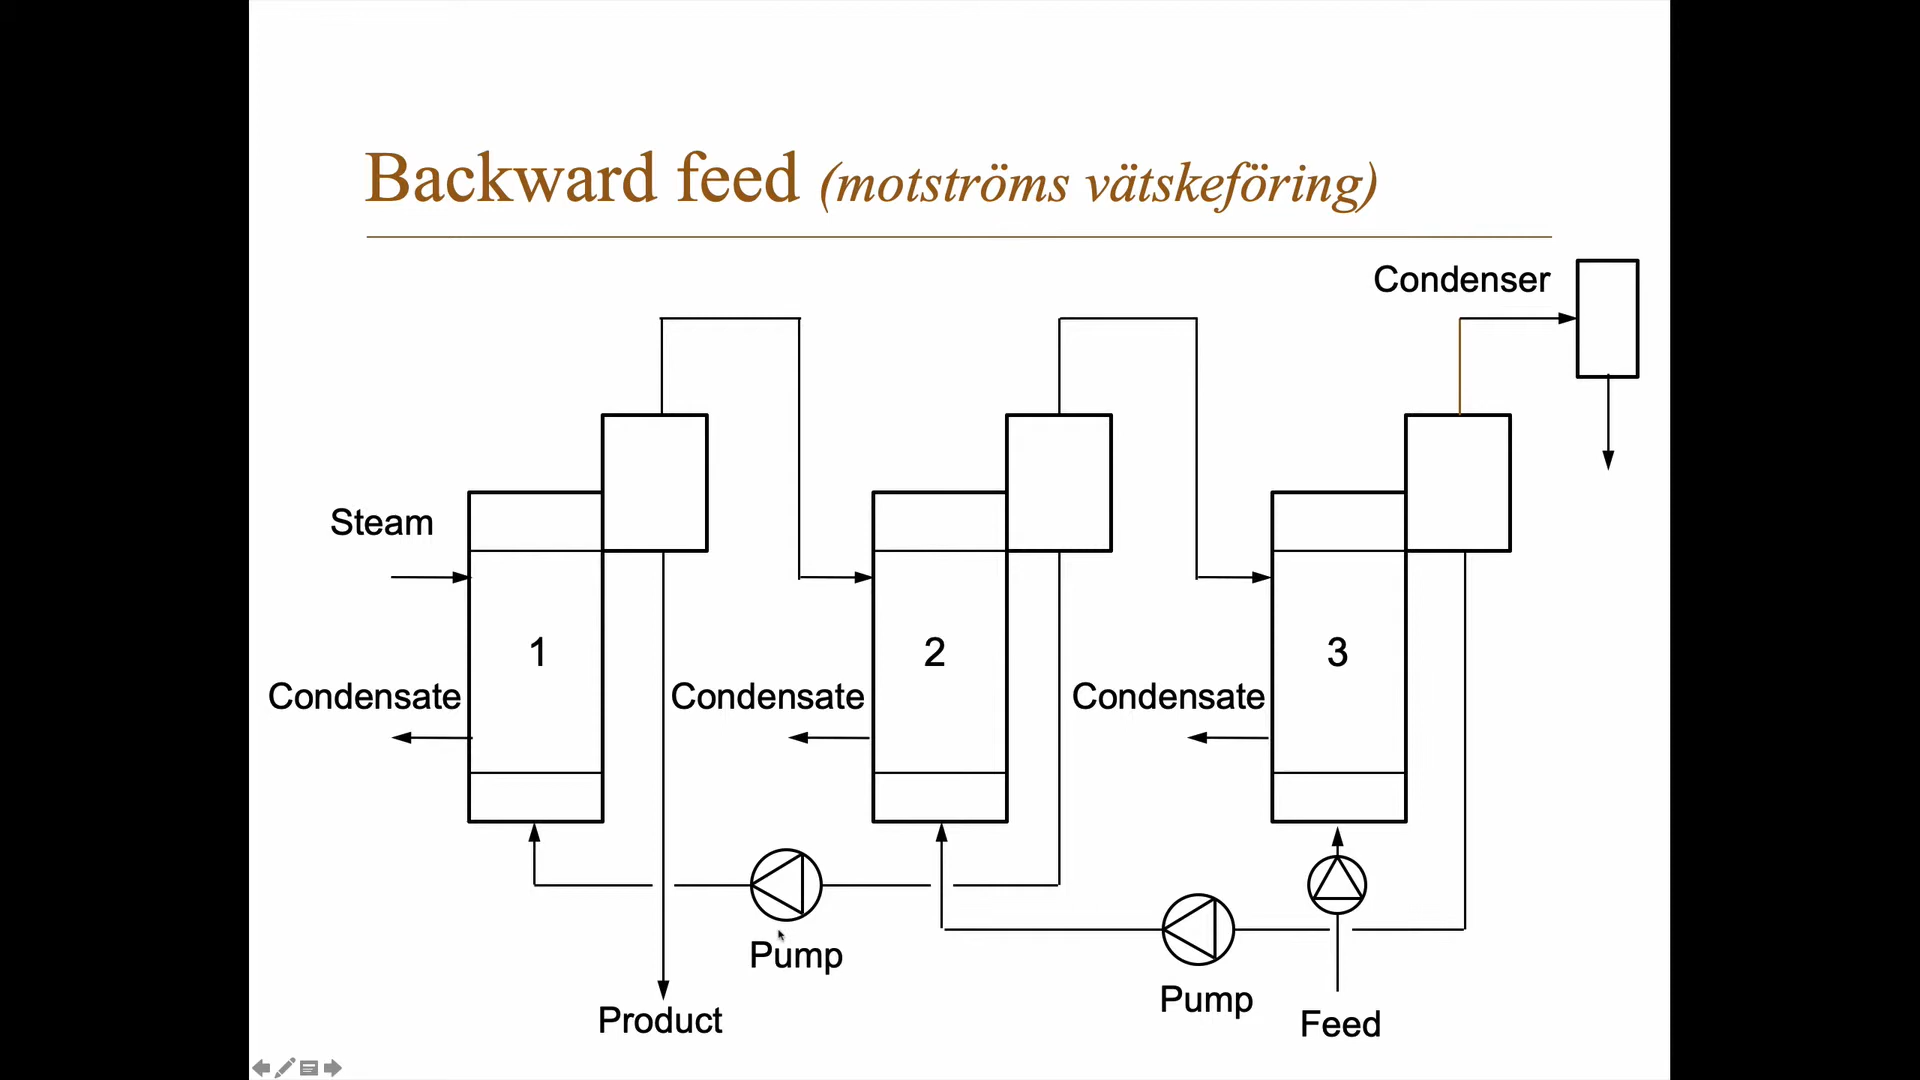 Backward feed (motströms vätskeföring)
Condenser
Steam
1
2
3
Condensate
Condensate
Condensate
Pump
Pump
Product
Feed